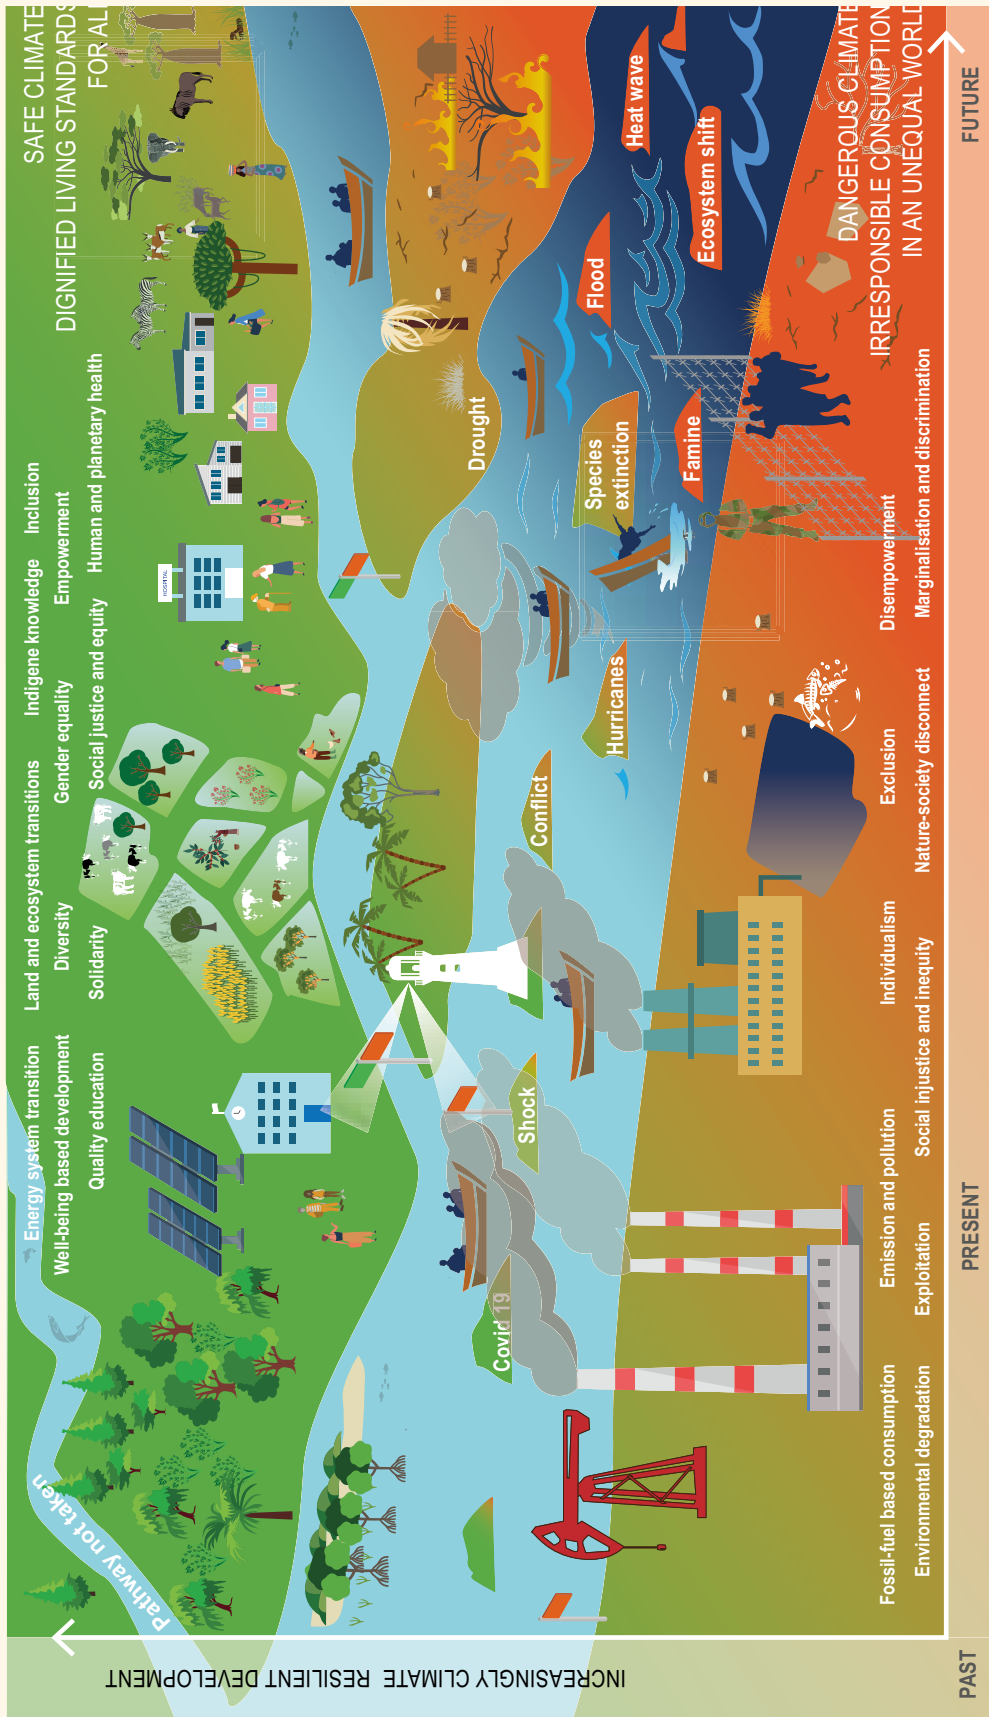 SAFE CLIMATE
DIGNIFIED LIVING STANDARDS
FOR ALL
Energy system transition
Land and ecosystem transitions
Indigene knowledge
Inclusion
Well-being based development
Diversity
Gender equality
Empowerment
Quality education
Solidarity
Social justice and equity
Human and planetary health
Pathway not taken
HOSPITAL
Covid 19
Shock
Conflict
Hurricanes
Drought
Species
extinction
Famine
Flood
Heat wave
Ecosystem shift
DANGEROUS CLIMATE
IRRESPONSIBLE CONSUMPTION
IN AN UNEQUAL WORLD
Fossil-fuel based consumption
Emission and pollution
Individualism
Exclusion
Disempowerment
Environmental degradation
Exploitation
Social injustice and inequity
Nature-society disconnect
Marginalisation and discrimination
INCREASINGLY CLIMATE RESILIENT DEVELOPMENT
PAST
PRESENT
FUTURE